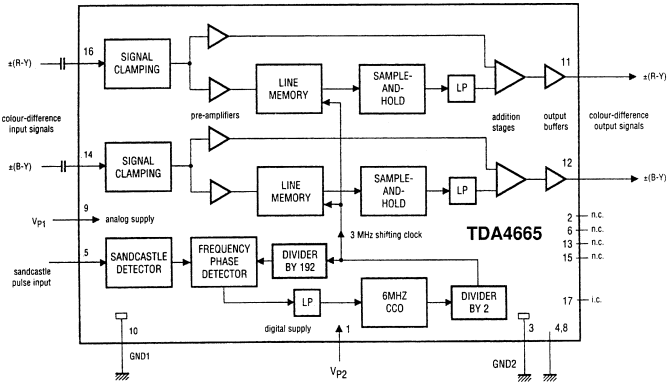 16
SIGNAL
CLAMPING
11
±(R-Y)
±(R-Y)
LINE
MEMORY
SAMPLE-
AND-
HOLD
LP
pre-amplifiers
addition
stages
output
buffers
colour-difference
input signals
colour-difference
output signals
14
SIGNAL
CLAMPING
12
±(B-Y)
±(B-Y)
LINE
MEMORY
SAMPLE-
AND-
HOLD
LP
9
VP1
analog supply
2 n.c.
6 n.c.
13 n.c.
15 n.c.
3 MHz shifting clock
TDA4665
5
SANDCASTLE
DETECTOR
FREQUENCY
PHASE
DETECTOR
DIVIDER
BY 192
sandcastle
pulse input
LP
6MHZ
CCO
DIVIDER
BY 2
17 i.c.
digital supply
1
10
3
4,8
GND1
GND2
VP2